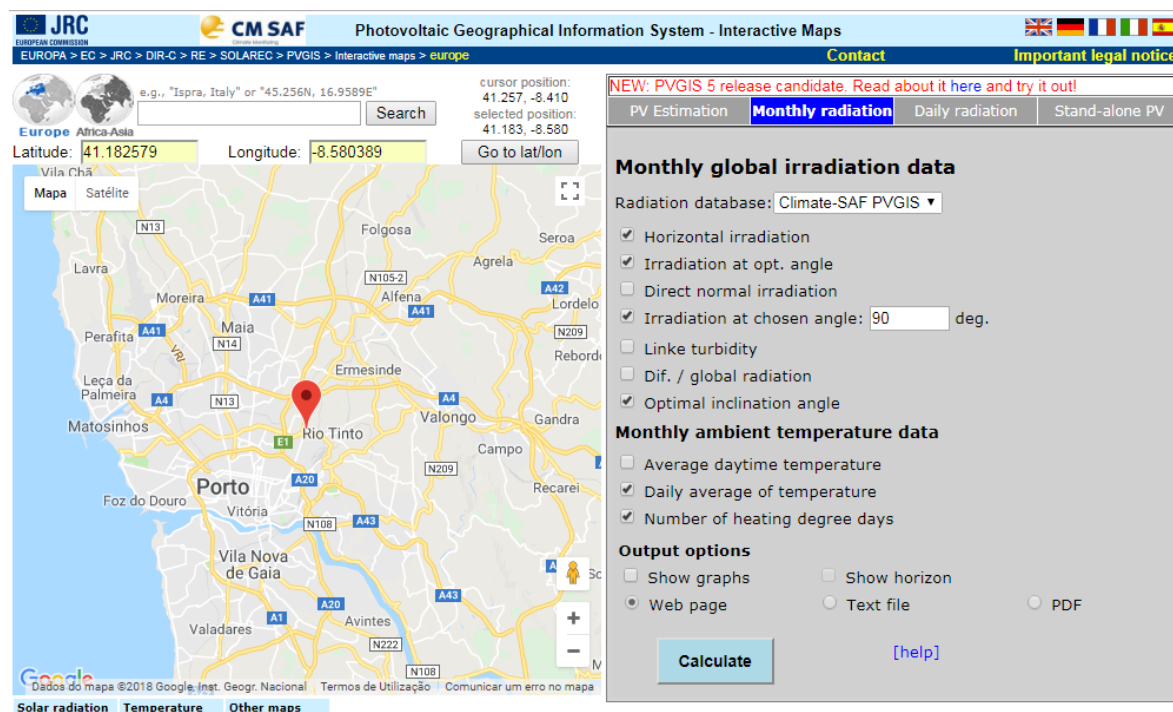 JRC
EUROPEAN COMMISSION
CM SAF
Climate Monitoring
Photovoltaic Geographical Information System - Interactive Maps
EUROPA > EC > JRC > DIR-C > RE > SOLAREC > PVGIS > Interactive maps > europe
Contact
Important legal notice
Europe
Africa-Asia
e.g., "Ispra, Italy" or "45.256N, 16.9589E"
Search
cursor position:
41.257, -8.410
selected position:
41.183, -8.580
Latitude: 41.182579
Longitude: -8.580389
Go to lat/lon
Vila Chã
Mapa
Satélite
N13
Folgosa
Seroa
Lavra
Agrela
N105-2
Moreira
A41
Alfena
A41
A42
Lordelo
Perafita
A41
Maia
N14
VRI
N209
Rebord
Ermesinde
Leça da
Palmeira
A4
N13
A4
Matosinhos
Valongo
Gandra
E1
Rio Tinto
Campo
N209
Porto
A20
Recarei
Foz do Douro
Vitória
N108
A43
Vila Nova
de Gaia
A
A43
A20
A1
Avintes
Valadares
N222
N108
Google
Dados do mapa ©2018 Google, Inst. Geogr. Nacional
Termos de Utilização
Comunicar um erro no mapa
Solar radiation
Temperature
Other maps
NEW: PVGIS 5 release candidate. Read about it here and try it out!
PV Estimation
Monthly radiation
Daily radiation
Stand-alone PV
Monthly global irradiation data
Radiation database: Climate-SAF PVGIS
Horizontal irradiation
Irradiation at opt. angle
Direct normal irradiation
Irradiation at chosen angle: 90 deg.
Linke turbidity
Dif. / global radiation
Optimal inclination angle
Monthly ambient temperature data
Average daytime temperature
Daily average of temperature
Number of heating degree days
Output options
Show graphs
Show horizon
Web page
Text file
PDF
Calculate
[help]